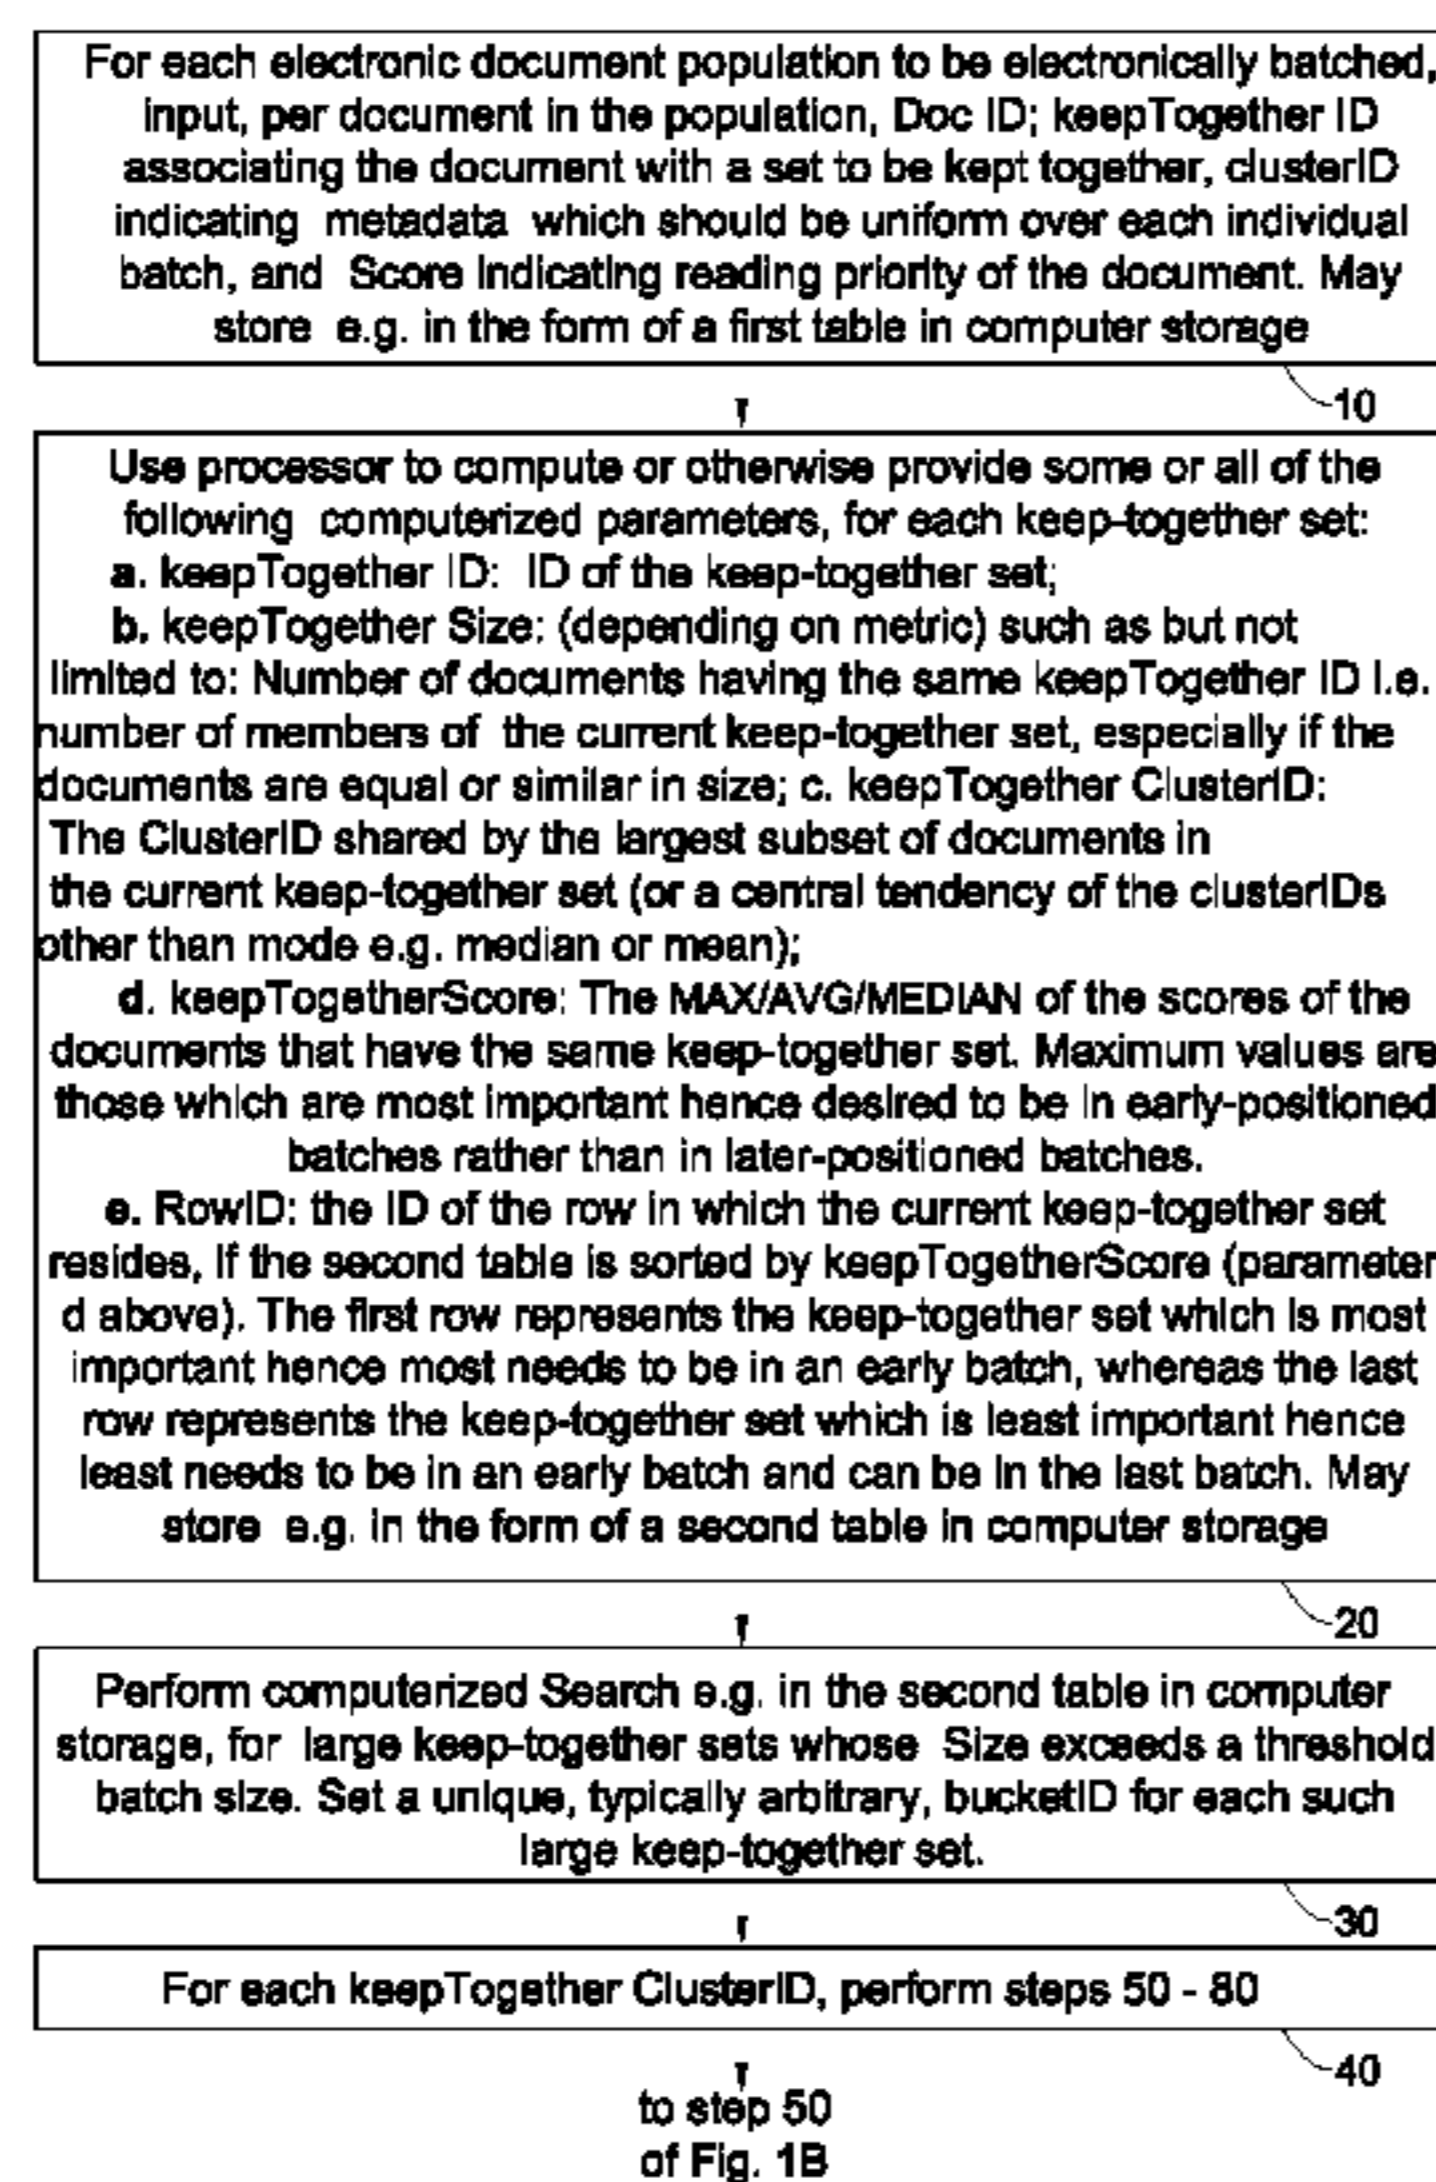 For each electronic document population to be electronically batched,
input, per document in the population, Doc ID; keepTogether ID
associating the document with a set to be kept together, clusterID
indicating metadata which should be uniform over each individual
batch, and Score indicating reading priority of the document. May
store e.g. in the form of a first table in computer storage
10
Use processor to compute or otherwise provide some or all of the
following computerized parameters, for each keep-together set:
a. keepTogether ID: ID of the keep-together set;
b. keepTogether Size: (depending on metric) such as but not
limited to: Number of documents having the same keepTogether ID I.e.
number of members of the current keep-together set, especially if the
documents are equal or similar in size; c. keepTogether ClusterID:
The ClusterID shared by the largest subset of documents in
the current keep-together set (or a central tendency of the clusterIDs
other than mode e.g. median or mean);
d. keepTogetherScore: The MAX/AVG/MEDIAN of the scores of the
documents that have the same keep-together set. Maximum values are
those which are most important hence desired to be in early-positioned
batches rather than in later-positioned batches.
e. RowID: the ID of the row in which the current keep-together set
resides, if the second table is sorted by keepTogetherScore (parameter
d above). The first row represents the keep-together set which is most
important hence most needs to be in an early batch, whereas the last
row represents the keep-together set which is least important hence
least needs to be in an early batch and can be in the last batch. May
store e.g. in the form of a second table in computer storage
20
Perform computerized Search e.g. in the second table in computer
storage, for large keep-together sets whose Size exceeds a threshold
batch size. Set a unique, typically arbitrary, bucketID for each such
large keep-together set.
30
For each keepTogether ClusterID, perform steps 50 - 80
40
to step 50
of Fig. 1B